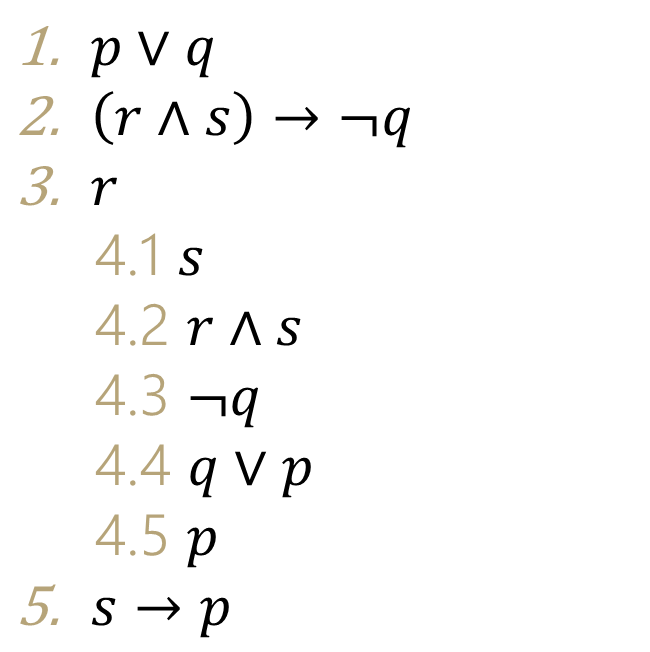 1. p ∨ q
2. (r ∧ s) → ¬q
3. r
4.1 s
4.2 r ∧ s
4.3 ¬q
4.4 q ∨ p
4.5 p
5. s → p